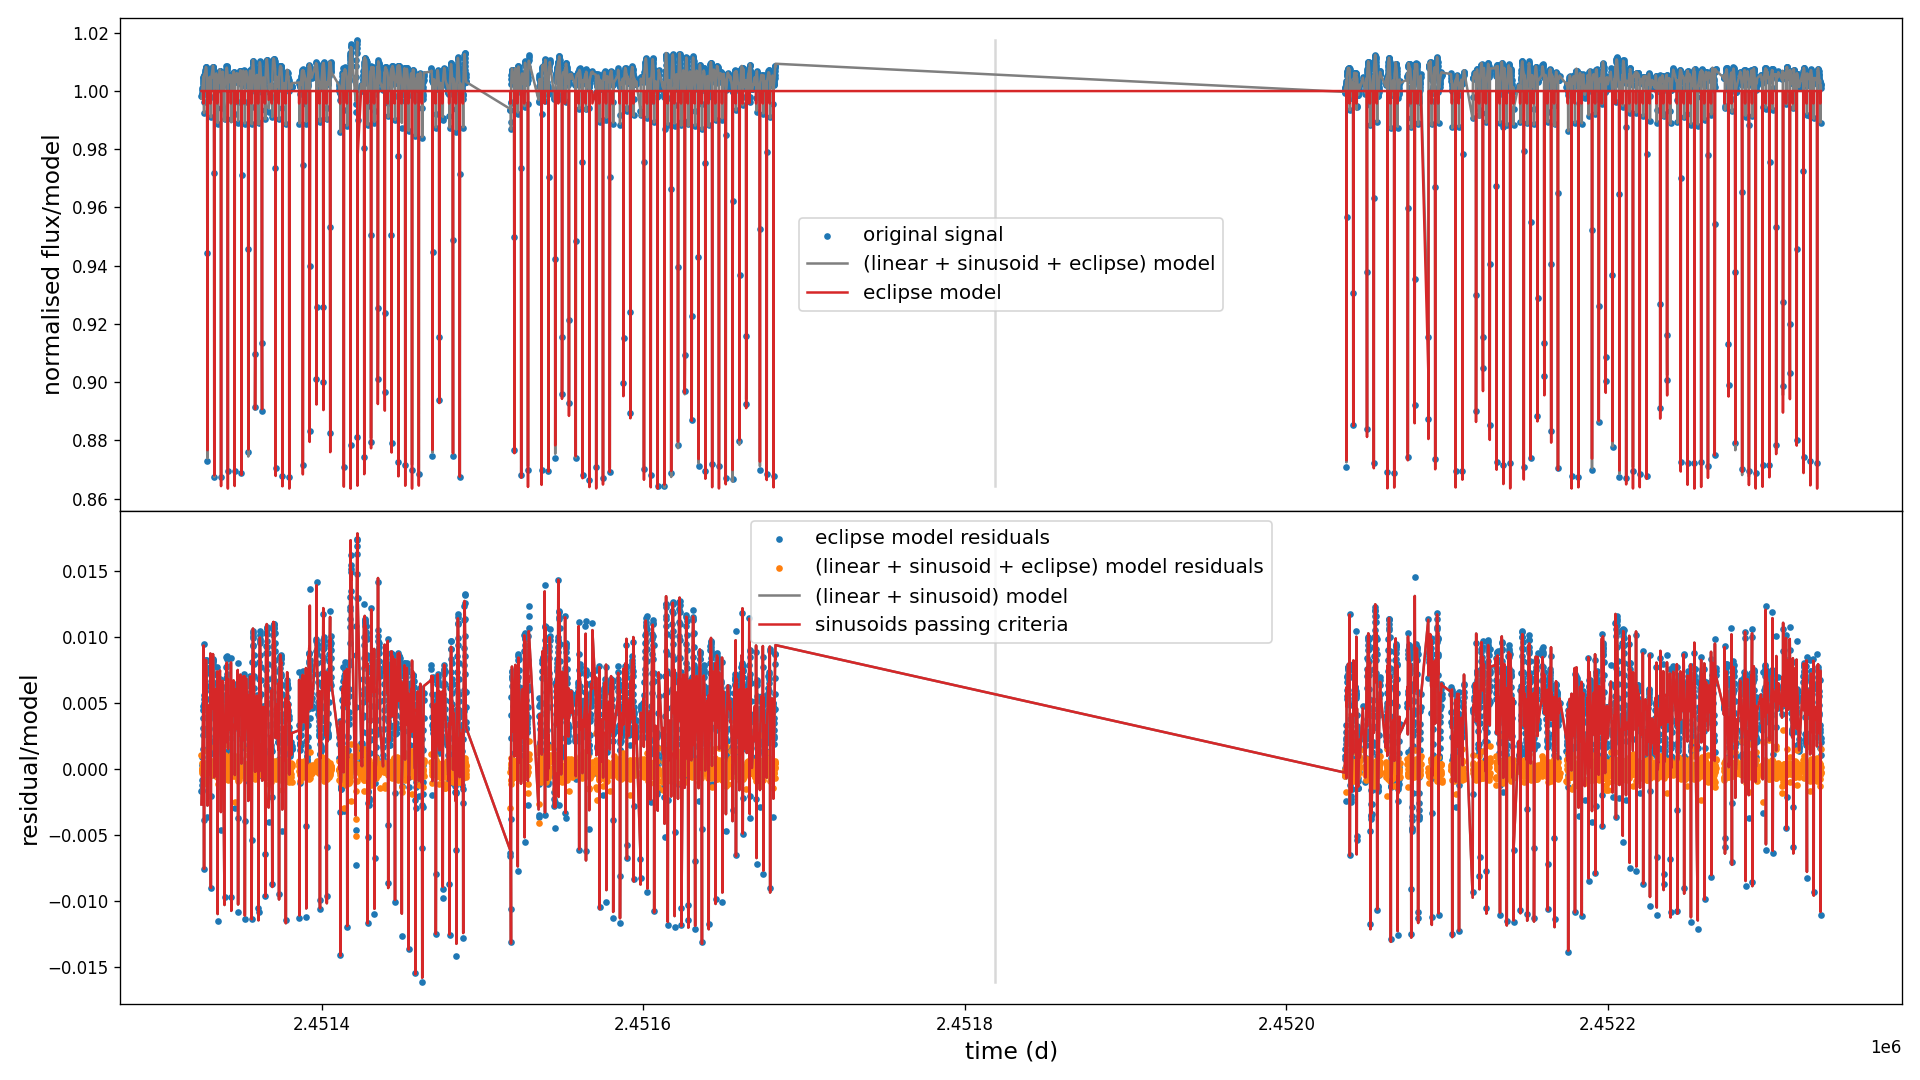 1.02
1.00
0.98
0.96
0.94
0.92
0.90
0.88
0.86
normalised flux/model
original signal
(linear + sinusoid + eclipse) model
eclipse model
0.015
0.010
0.005
0.000
−0.005
−0.010
−0.015
residual/model
eclipse model residuals
(linear + sinusoid + eclipse) model residuals
(linear + sinusoid) model
sinusoids passing criteria
2.4514
2.4516
2.4518
2.4520
2.4522
1e6
time (d)